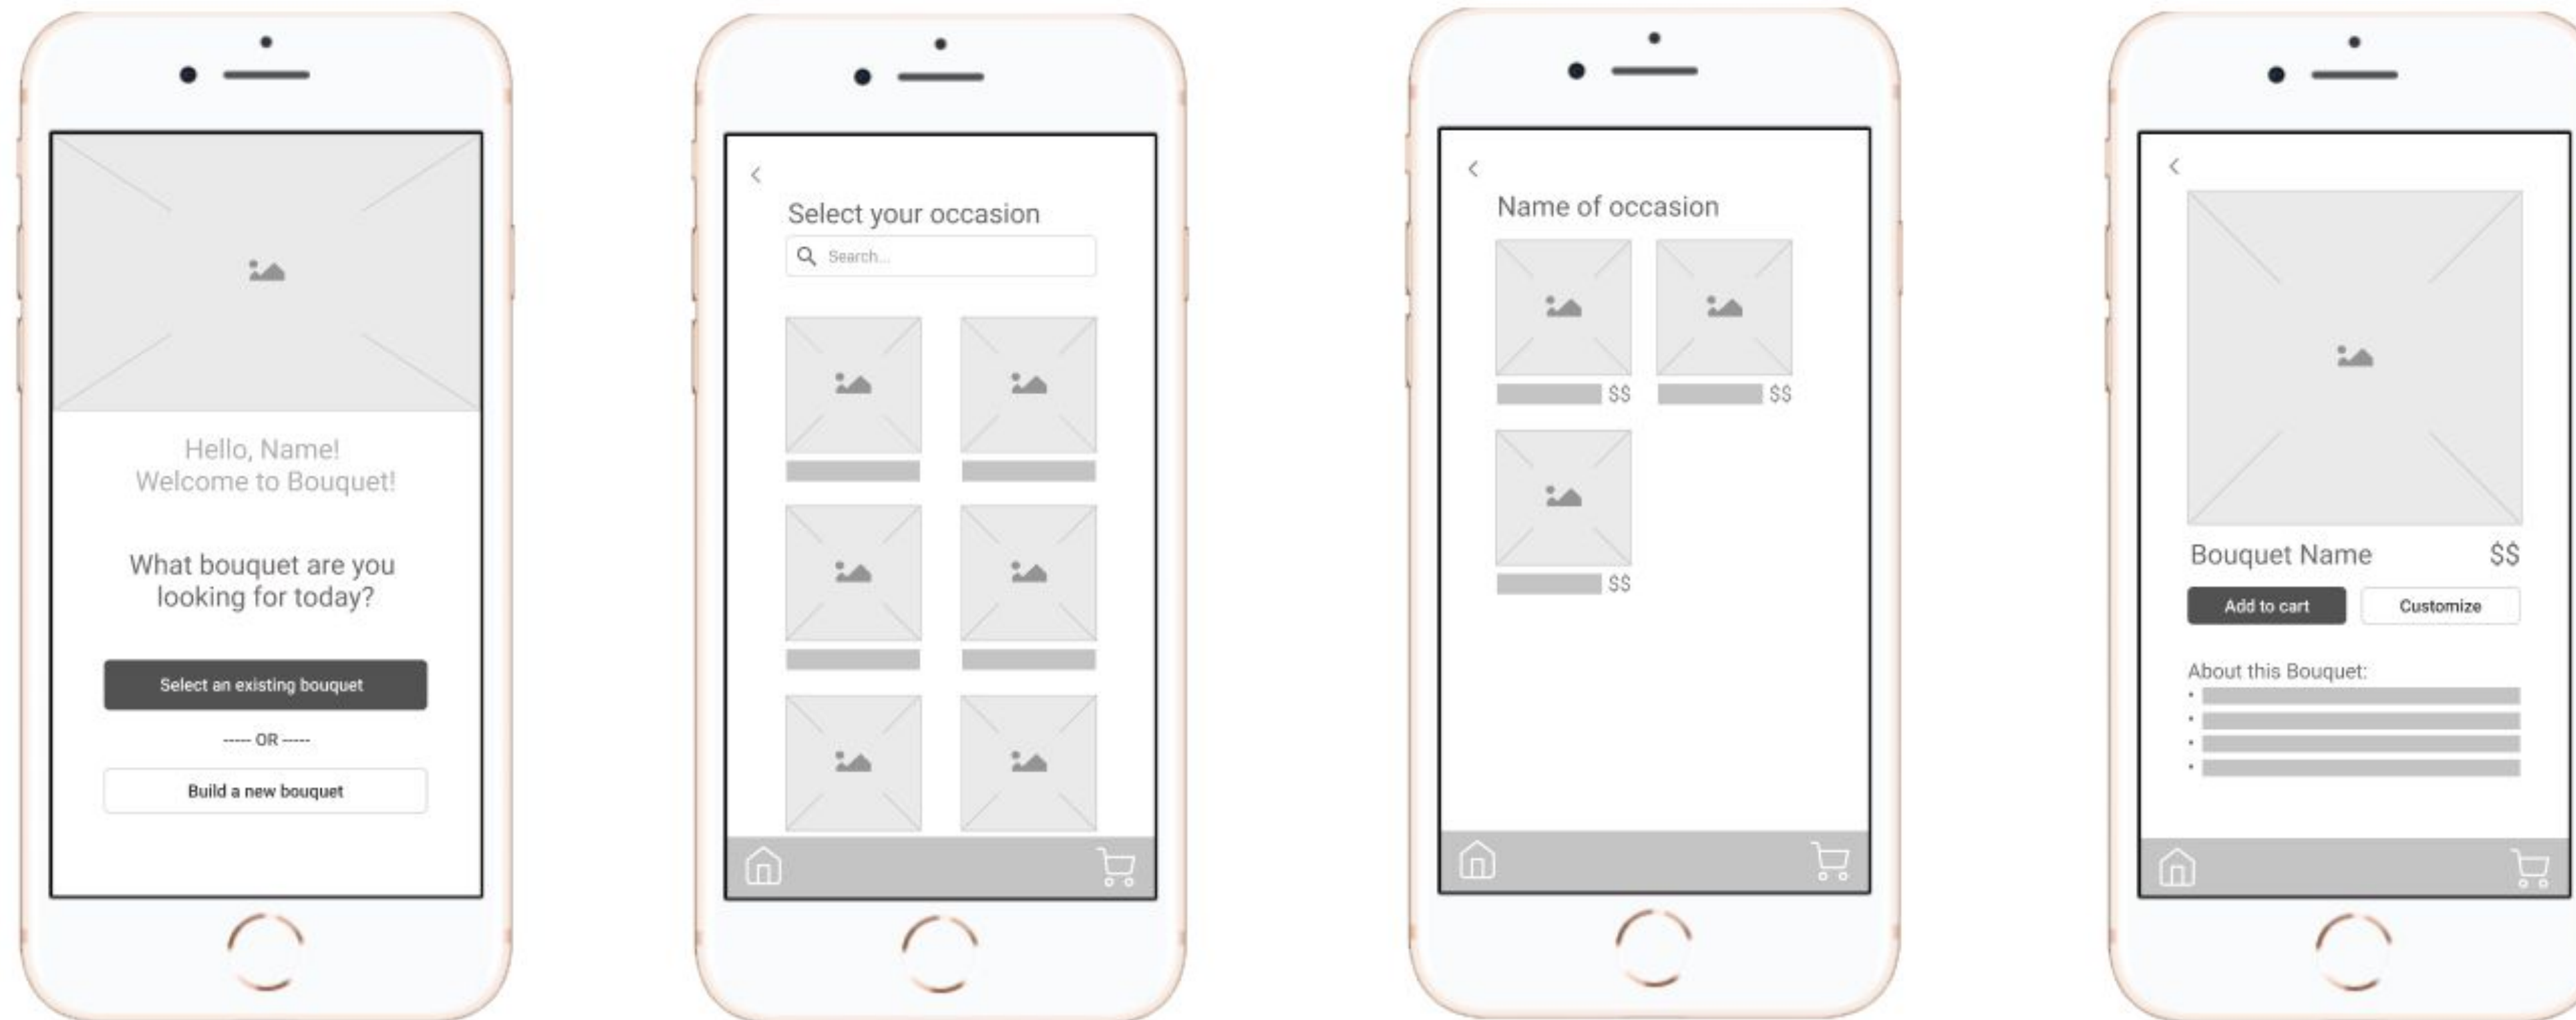 Hello, Name!
Welcome to Bouquet!
What bouquet are you
looking for today?
Select an existing bouquet
----- OR -----
Build a new bouquet
Select your occasion
Search...
Name of occasion
$$
$$
$$
Bouquet Name $$
Add to cart
Customize
About this Bouquet: